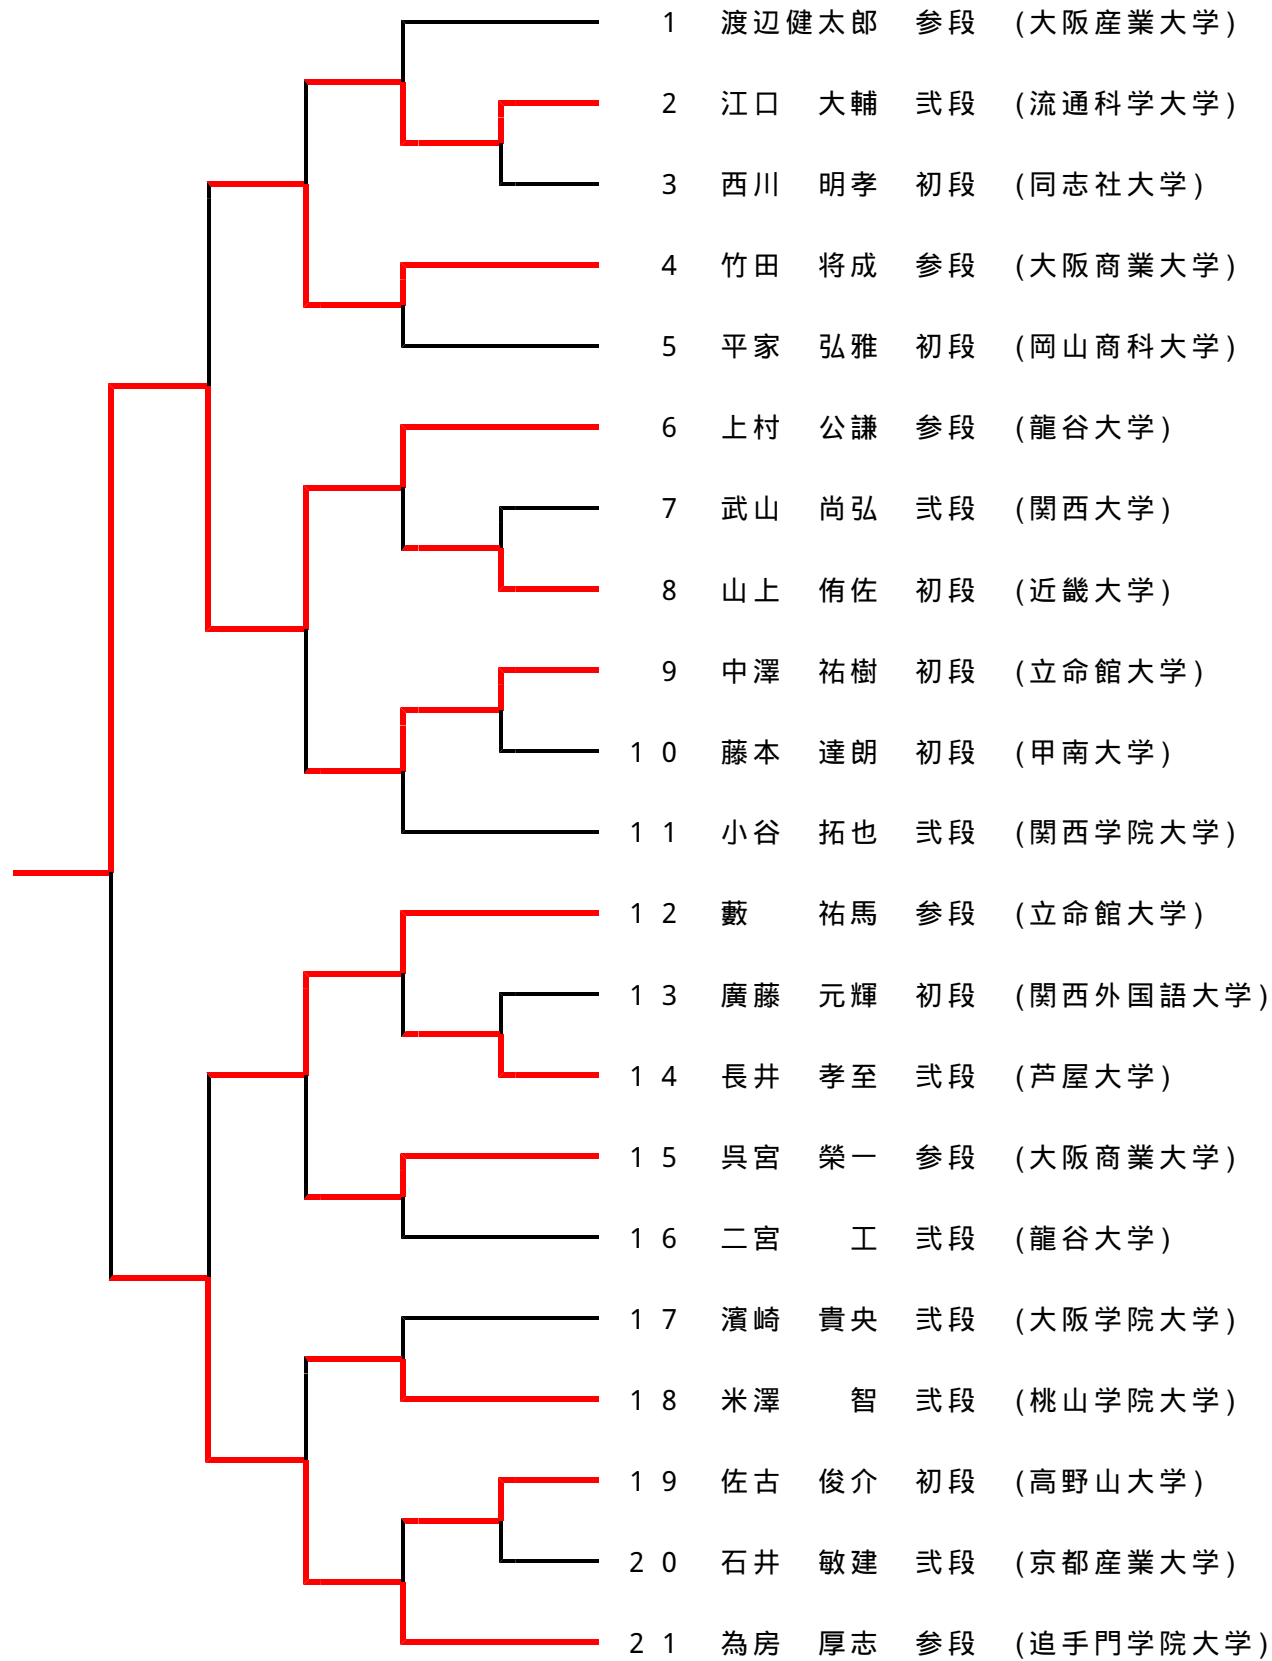 1 渡辺健太郎 参段 (大阪産業大学)
2 江口 大輔 弐段 (流通科学大学)
3 西川 明孝 初段 (同志社大学)
4 竹田 将成 参段 (大阪商業大学)
5 平家 弘雅 初段 (岡山商科大学)
6 上村 公謙 参段 (龍谷大学)
7 武山 尚弘 弐段 (関西大学)
8 山上 侑佐 初段 (近畿大学)
9 中澤 祐樹 初段 (立命館大学)
10 藤本 達朗 初段 (甲南大学)
11 小谷 拓也 弐段 (関西学院大学)
12 藪 祐馬 参段 (立命館大学)
13 廣藤 元輝 初段 (関西外国語大学)
14 長井 孝至 弐段 (芦屋大学)
15 呉宮 榮一 参段 (大阪商業大学)
16 二宮 工 弐段 (龍谷大学)
17 濱崎 貴央 弐段 (大阪学院大学)
18 米澤 智 弐段 (桃山学院大学)
19 佐古 俊介 初段 (高野山大学)
20 石井 敏建 弐段 (京都産業大学)
21 為房 厚志 参段 (追手門学院大学)